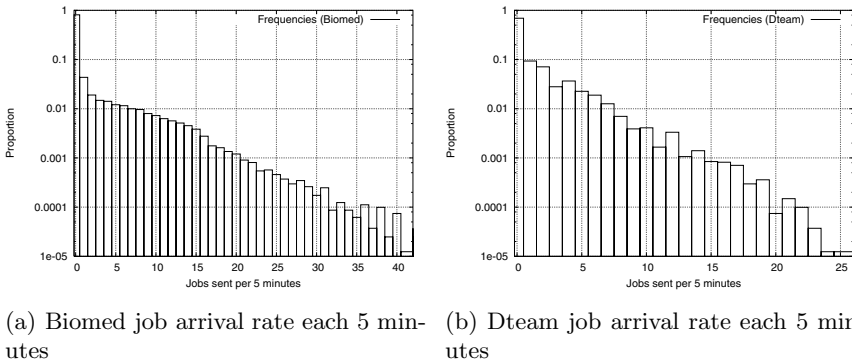 1
0.1
0.01
0.001
0.0001
1e-05
Proportion
Frequencies (Biomed)
0 5 10 15 20 25 30 35 40
Jobs sent per 5 minutes
1
0.1
0.01
0.001
0.0001
1e-05
Proportion
Frequencies (Dteam)
0 5 10 15 20 25
Jobs sent per 5 minutes
(a) Biomed job arrival rate each 5 min-
utes
(b) Dteam job arrival rate each 5 min
utes